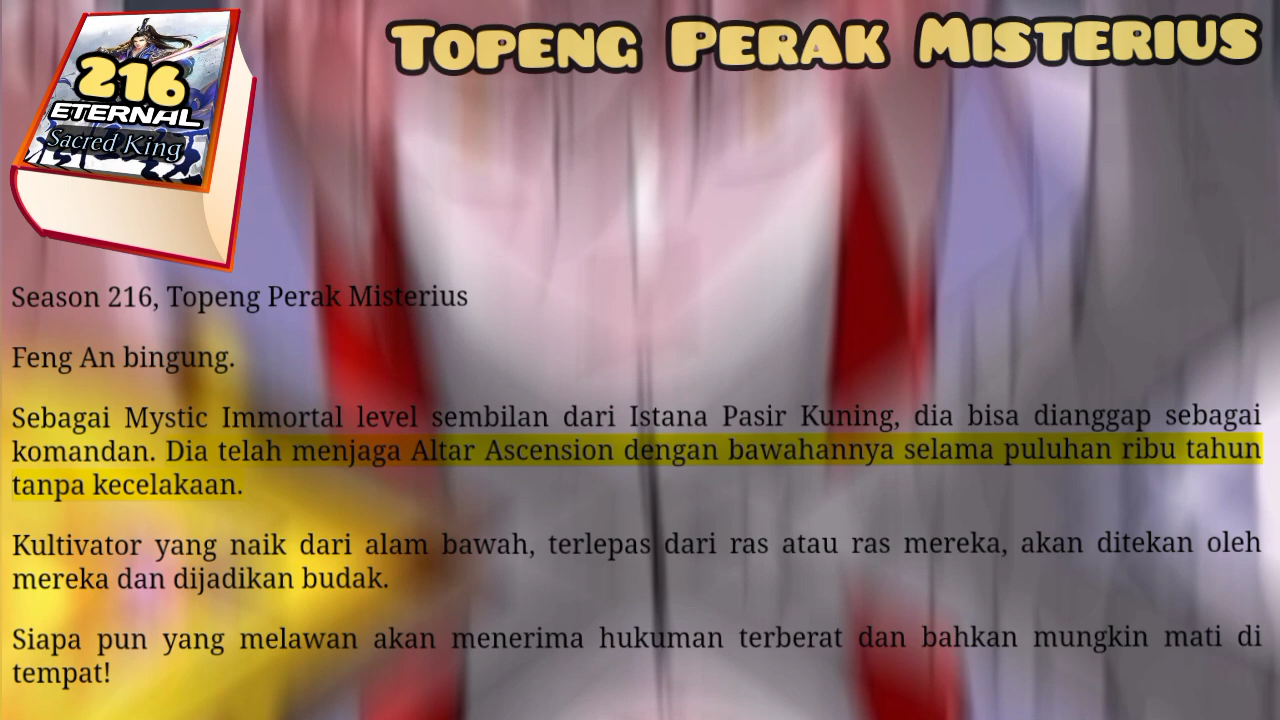 Topeng Perak Misterius
216
ETERNAL
Sacred King
Season 216, Topeng Perak Misterius
Feng An bingung.
Sebagai Mystic Immortal level sembilan dari Istana Pasir Kuning, dia bisa dianggap sebagai
komandan. Dia telah menjaga Altar Ascension dengan bawahannya selama puluhan ribu tahun
tanpa kecelakaan.
Kultivator yang naik dari alam bawah, terlepas dari ras atau ras mereka, akan ditekan oleh
mereka dan dijadikan budak.
Siapa pun yang melawan akan menerima hukuman terberat dan bahkan mungkin mati di
tempat!